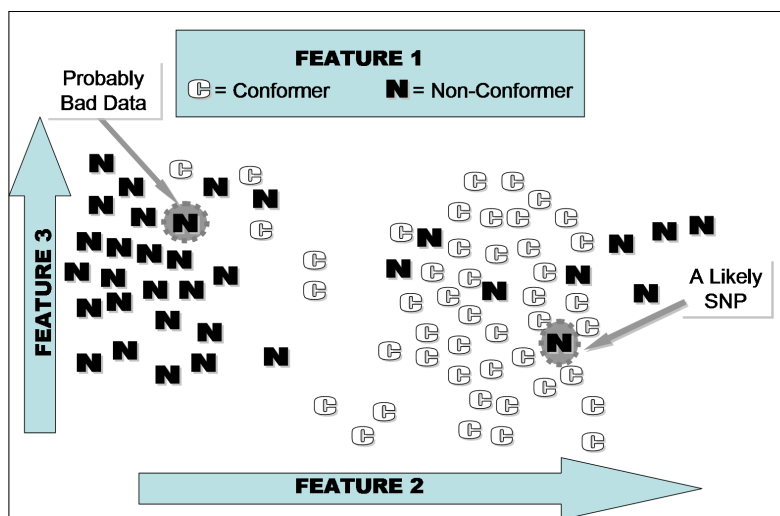 FEATURE 1
C = Conformer N = Non-Conformer
Probably
Bad Data
FEATURE 3
A Likely
SNP
FEATURE 2